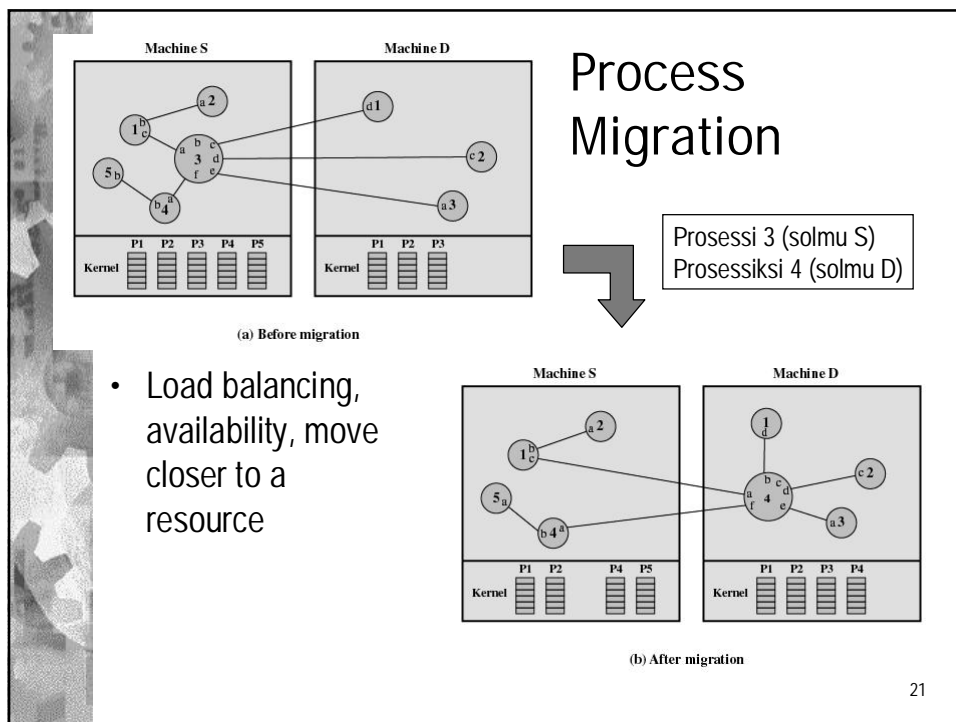 Process
Migration
Machine S
Machine D
a 2
1 b c
a b c d e f 3
5 b
b 4 a
d 1
c 2
a 3
Kernel
P1 P2 P3 P4 P5
P1 P2 P3
(a) Before migration
Prosessi 3 (solmu S)
Prosessiksi 4 (solmu D)
• Load balancing,
availability, move
closer to a
resource
Machine S
Machine D
a 2
1 b c
5 a
b 4 a
1 d
a b c d e f 4
c 2
a 3
Kernel
P1 P2 P4 P5
Kernel
P1 P2 P3 P4
(b) After migration
21